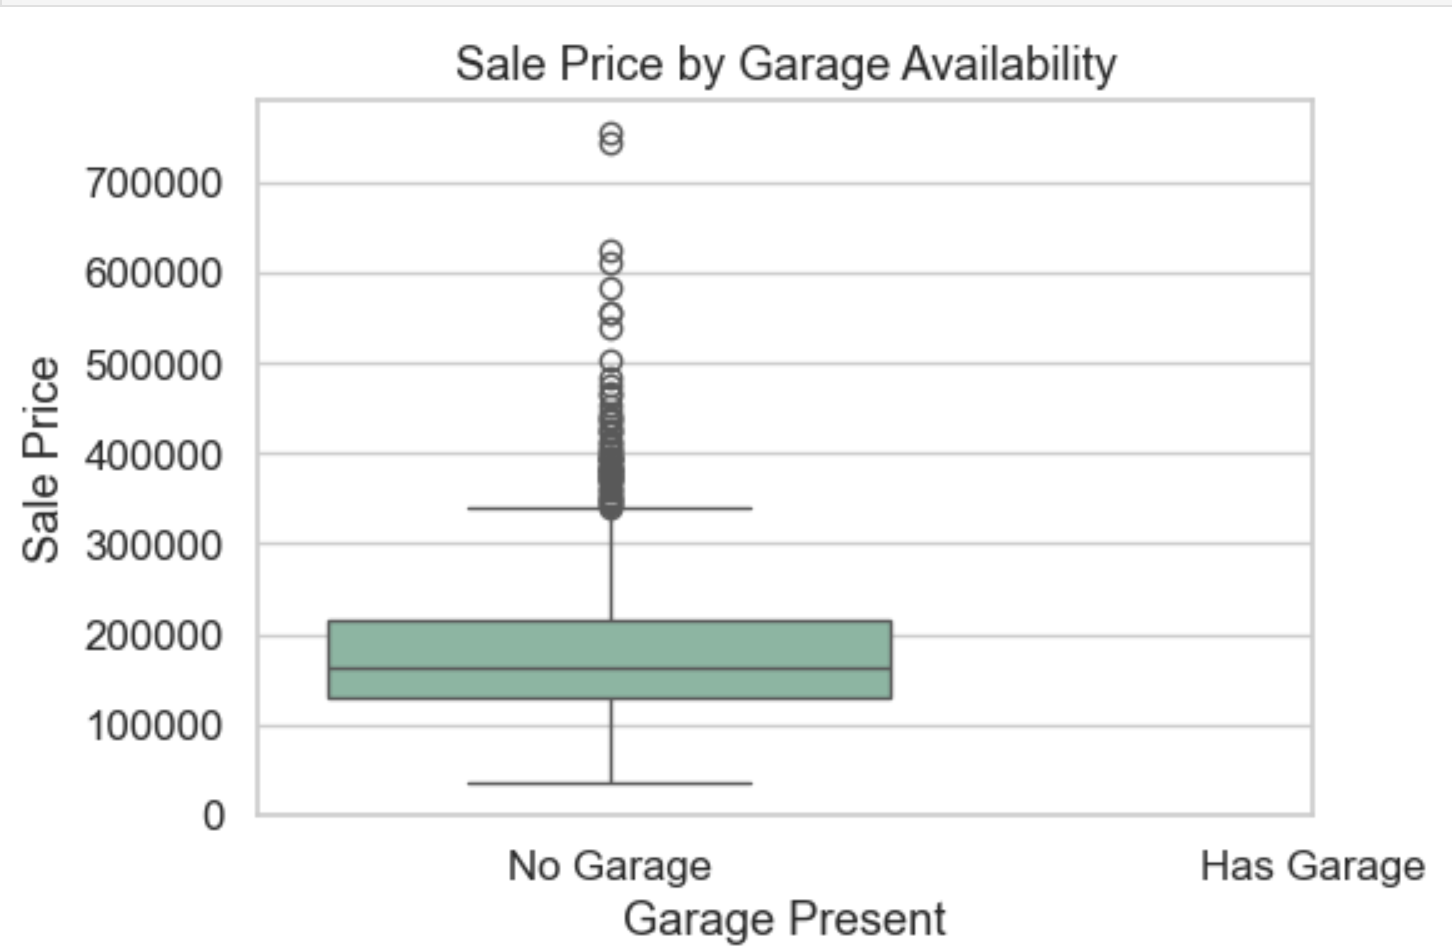 Sale Price by Garage Availability
700000
600000
500000
400000
300000
200000
100000
0
Sale Price
No Garage
Has Garage
Garage Present